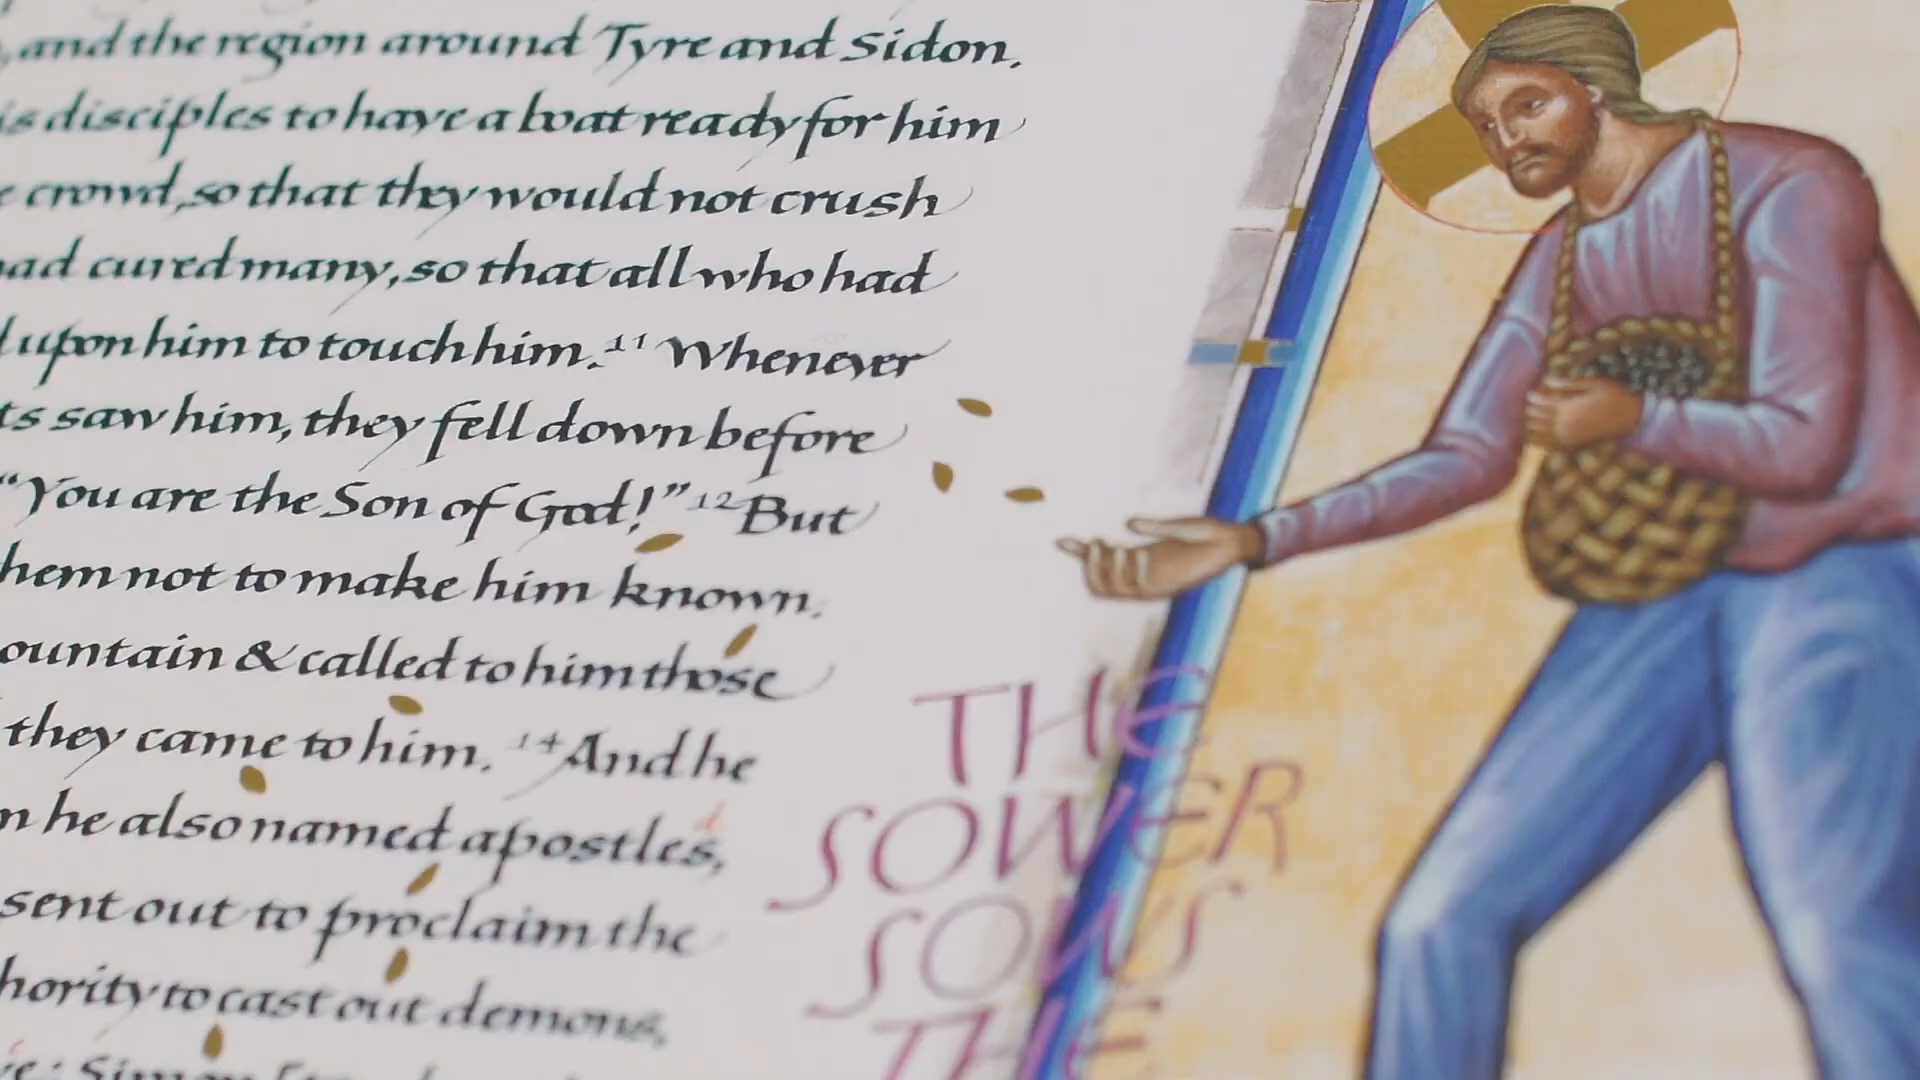 , and the region around Tyre and Sidon.
is disciples to have a boat ready for him
crowd, so that they would not crush
had cured many, so that all who had
upon him to touch him. 11 Whenever
ts saw him, they fell down before
"You are the Son of God!" 12 But
hem not to make him known.
ountain & called to him those
they came to him. 14 And he
m he also named apostles, d
sent out to proclaim the
hority to cast out demons.
Simon
THE
SOWER
SOWS
THE